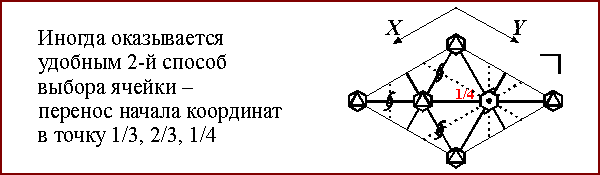 Иногда оказывается
удобным 2-й способ
выбора ячейки –
перенос начала координат
в точку 1/3, 2/3, 1/4
X Y
1/4